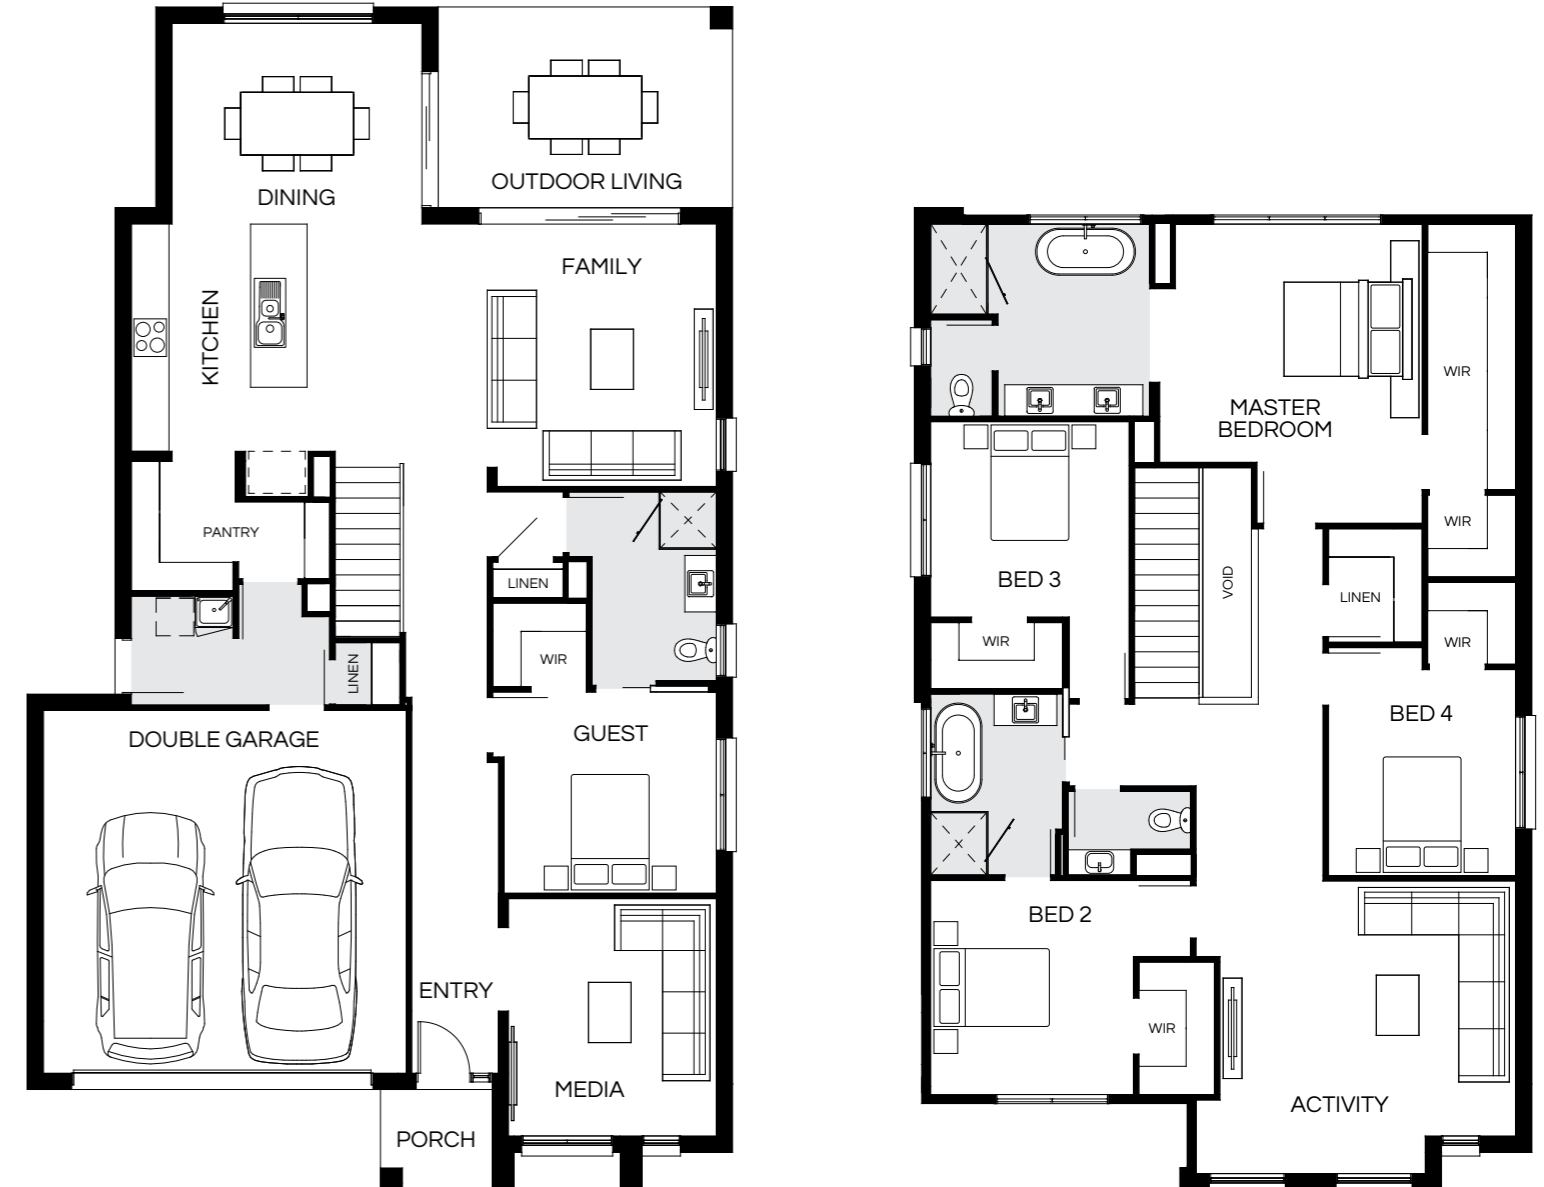 DINING
OUTDOOR LIVING
FAMILY
KITCHEN
PANTRY
LINEN
WIR
LINEN
GUEST
DOUBLE GARAGE
ENTRY
MEDIA
PORCH
WIR
MASTER
BEDROOM
WIR
BED 3
VOID
LINEN
WIR
WIR
BED 4
BED 2
WIR
ACTIVITY